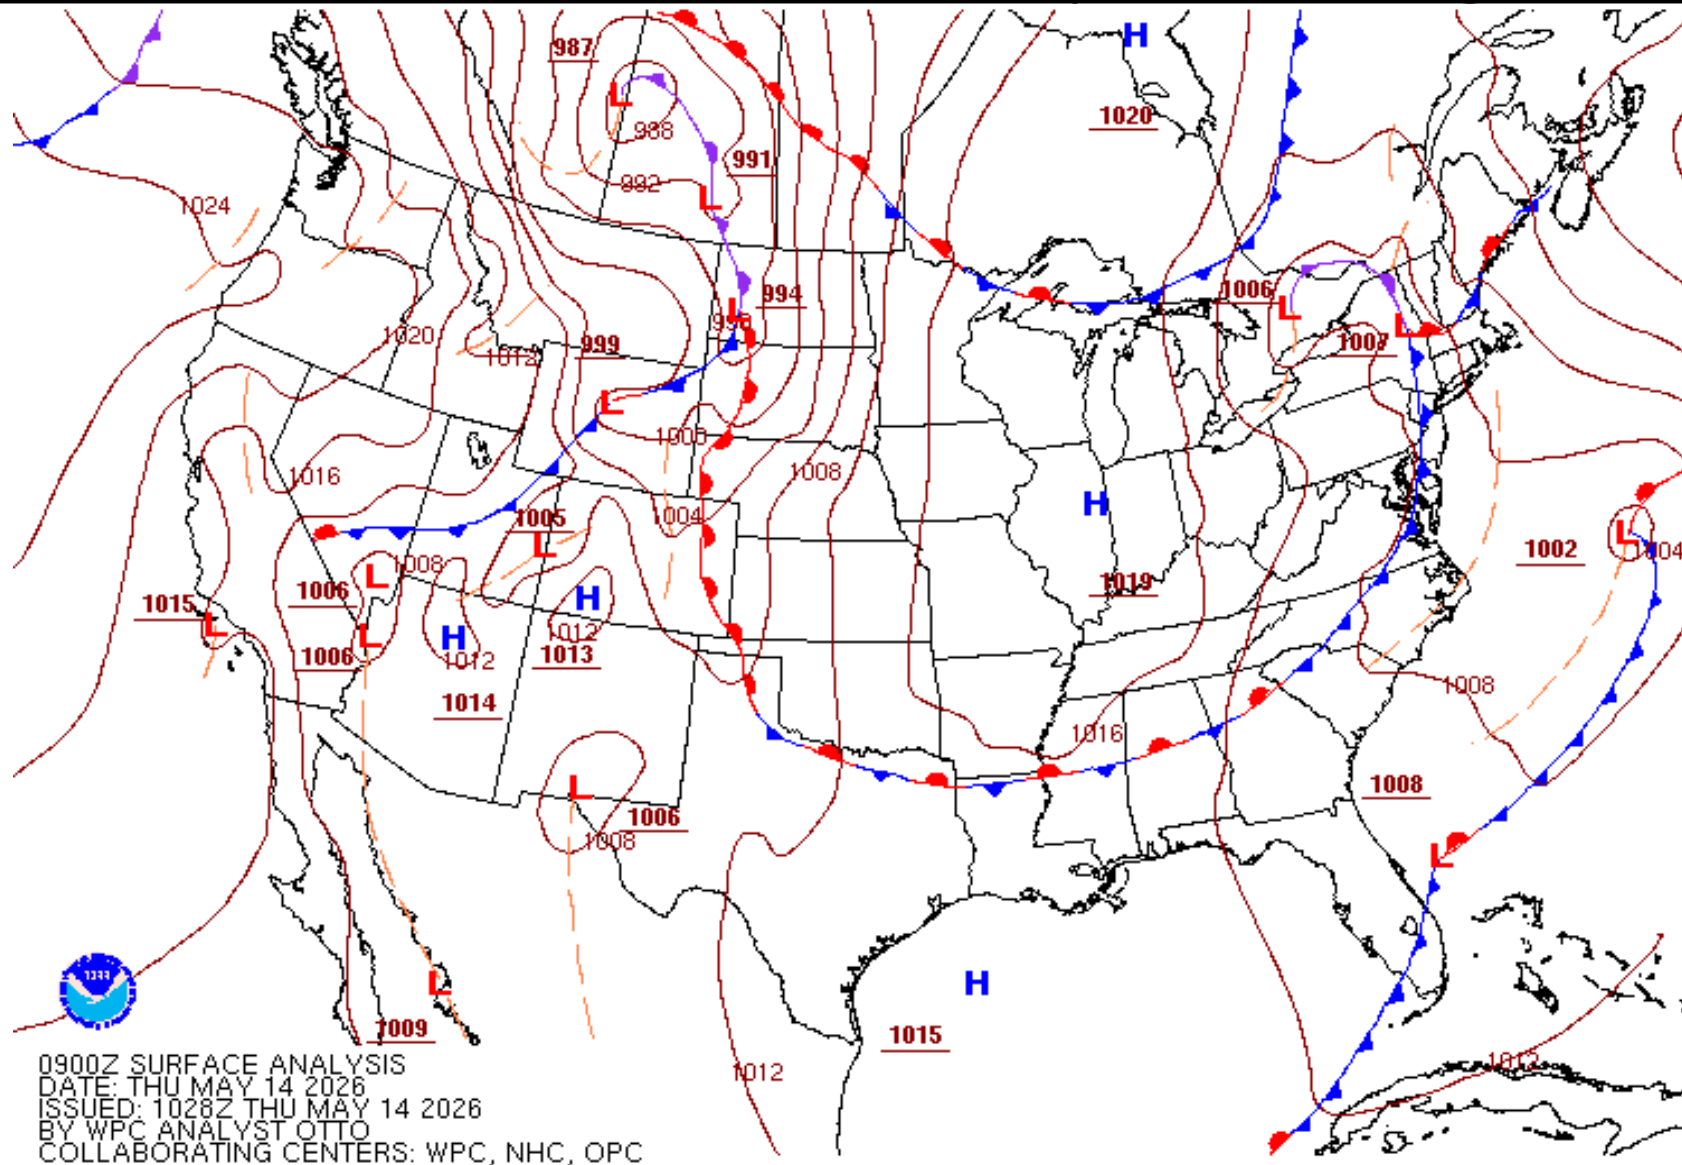 H
987
L
988
1020
991
992
L
1024
994
L
996
1006
L
L
1007
1020
999
1012
L
1000
1008
1016
H
1004
1005
L
1002
L
1004
1008
L
1006
H
1019
1015
L
L
1006
H
1012
1012
1013
1008
1014
1016
L
1006
1008
1008
L
L
H
1009
1015
1012
1012
0900Z SURFACE ANALYSIS
DATE: THU MAY 14 2026
ISSUED: 1028Z THU MAY 14 2026
BY WPC ANALYST OTTO
COLLABORATING CENTERS: WPC, NHC, OPC